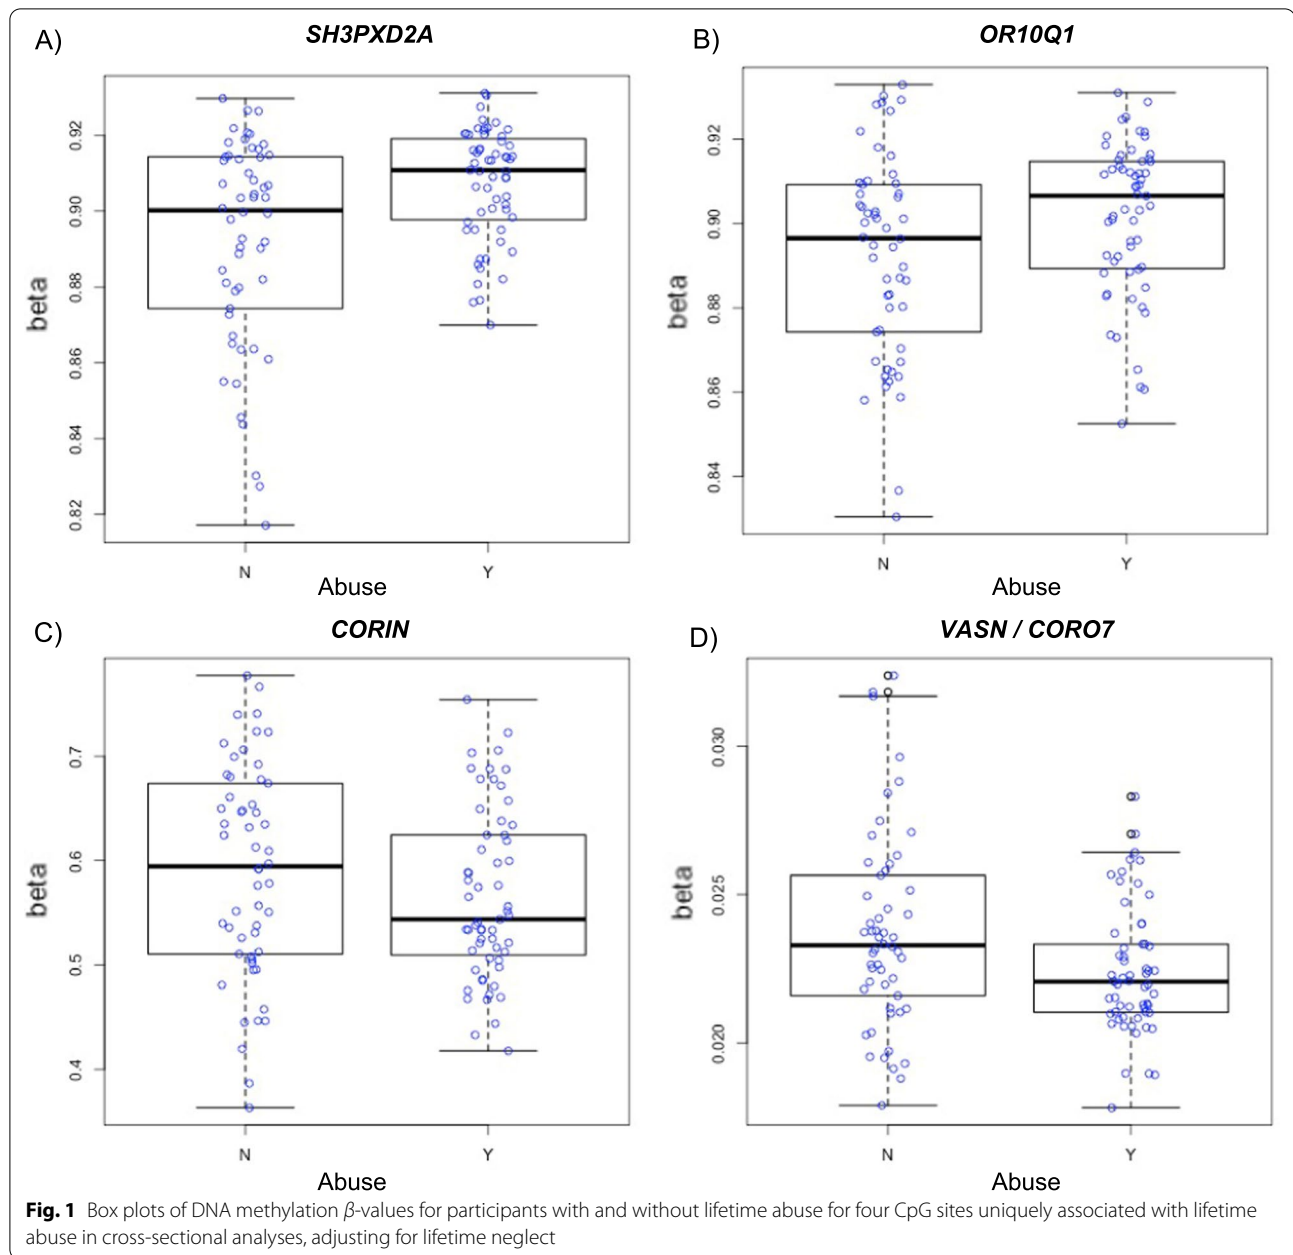 A) SH3PXD2A
beta
0.92
0.90
0.88
0.86
0.84
0.82
N Y
Abuse
B) OR10Q1
beta
0.92
0.90
0.88
0.86
0.84
N Y
Abuse
C) CORIN
beta
0.7
0.6
0.5
0.4
N Y
Abuse
D) VASN / CORO7
beta
0.030
0.025
0.020
N Y
Abuse
Fig. 1 Box plots of DNA methylation β-values for participants with and without lifetime abuse for four CpG sites uniquely associated with lifetime
abuse in cross-sectional analyses, adjusting for lifetime neglect